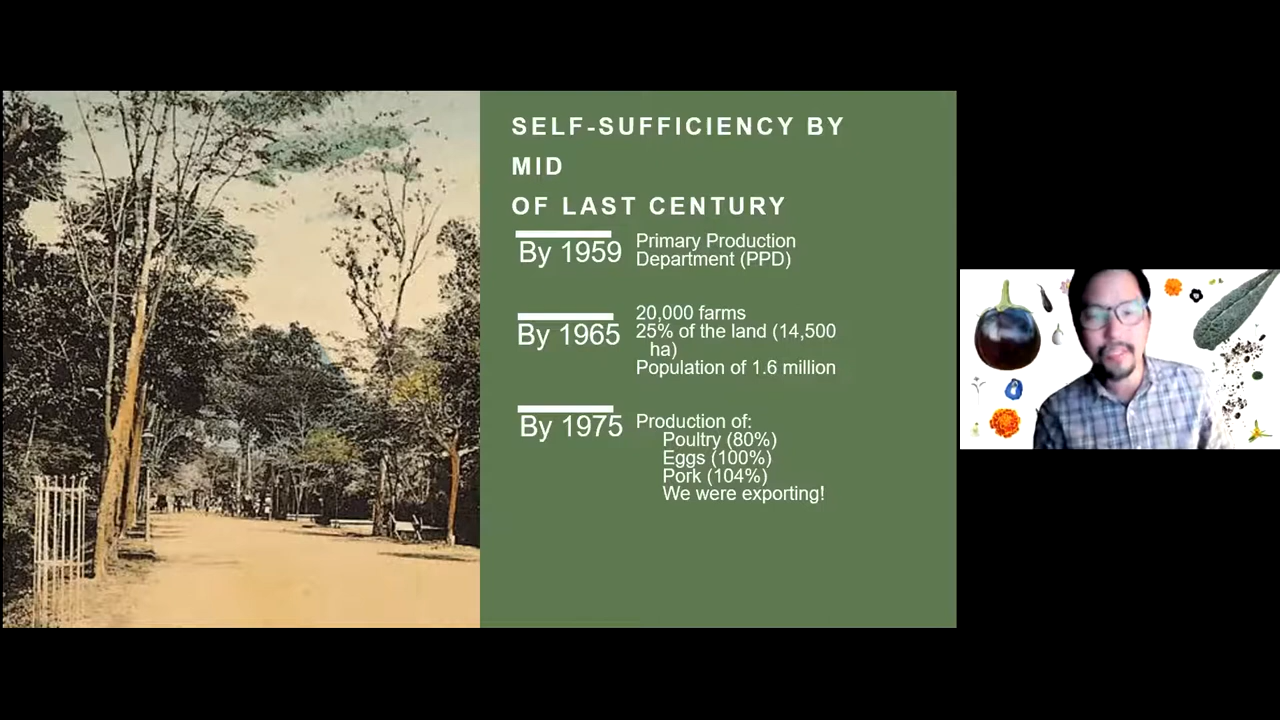 SELF-SUFFICIENCY BY
MID
OF LAST CENTURY
By 1959
Primary Production
Department (PPD)
By 1965
20,000 farms
25% of the land (14,500
ha)
Population of 1.6 million
By 1975
Production of:
Poultry (80%)
Eggs (100%)
Pork (104%)
We were exporting!